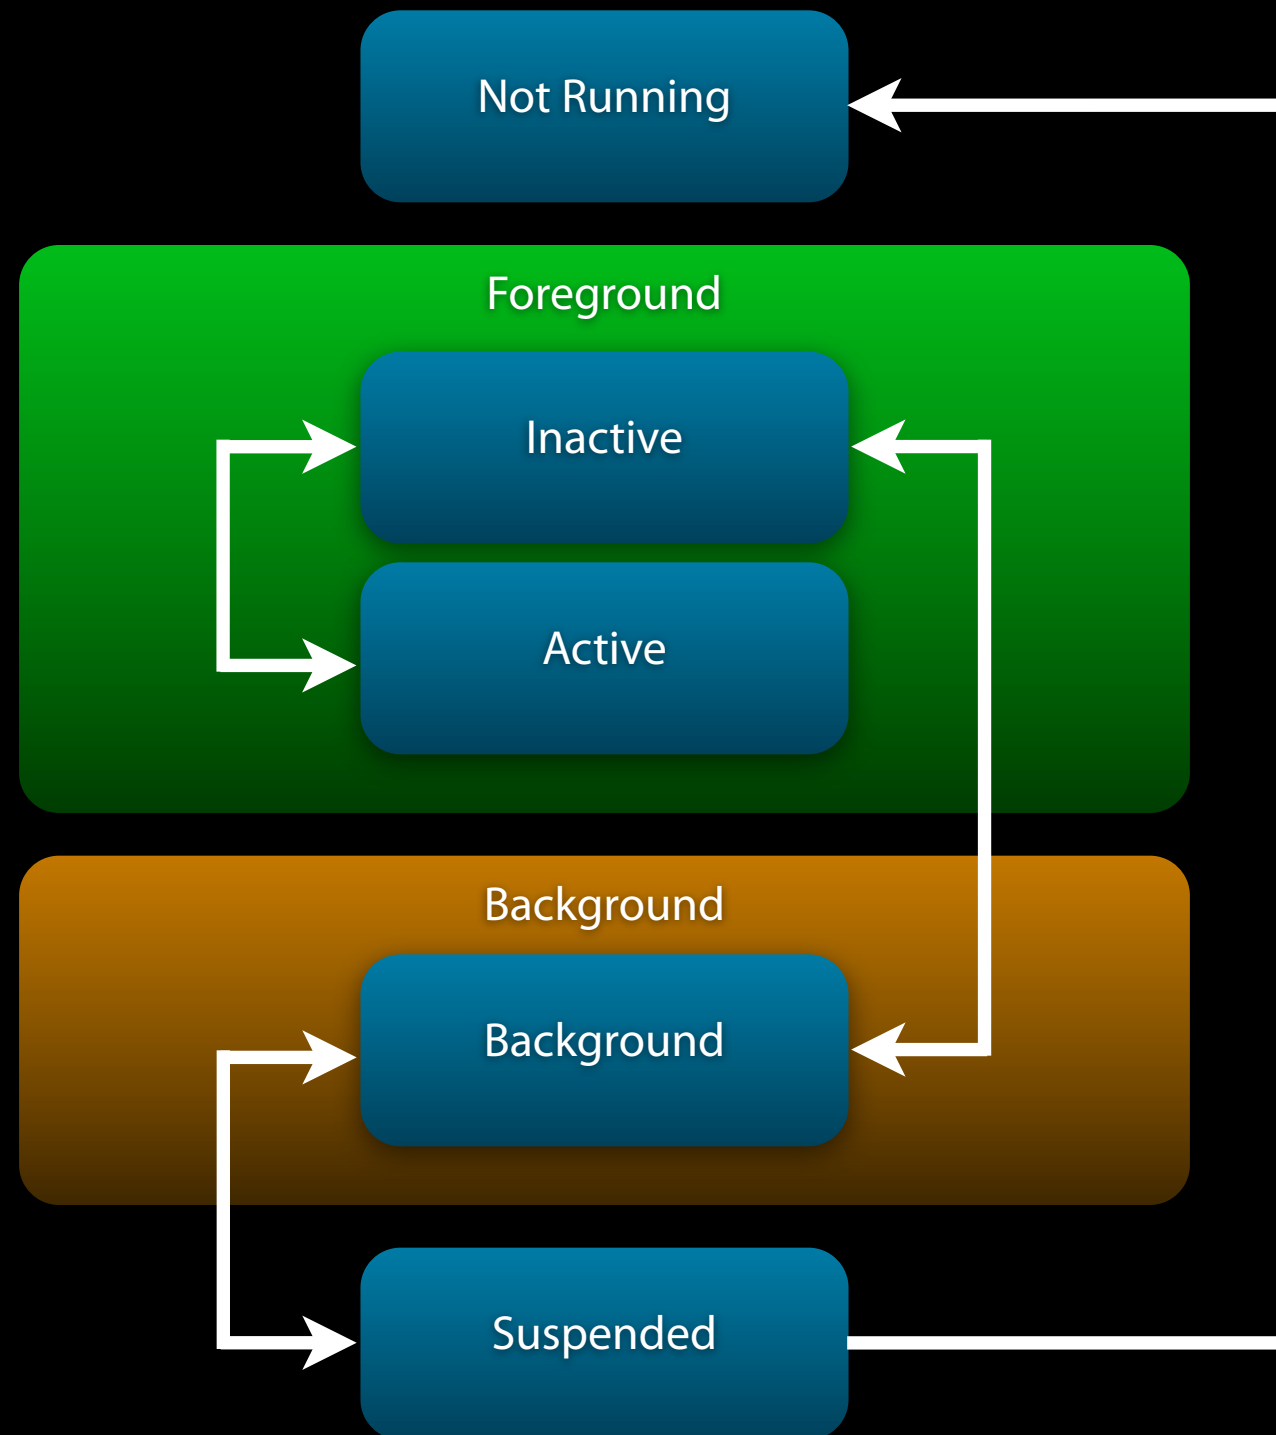 Not Running
Foreground
Inactive
Active
Background
Background
Suspended